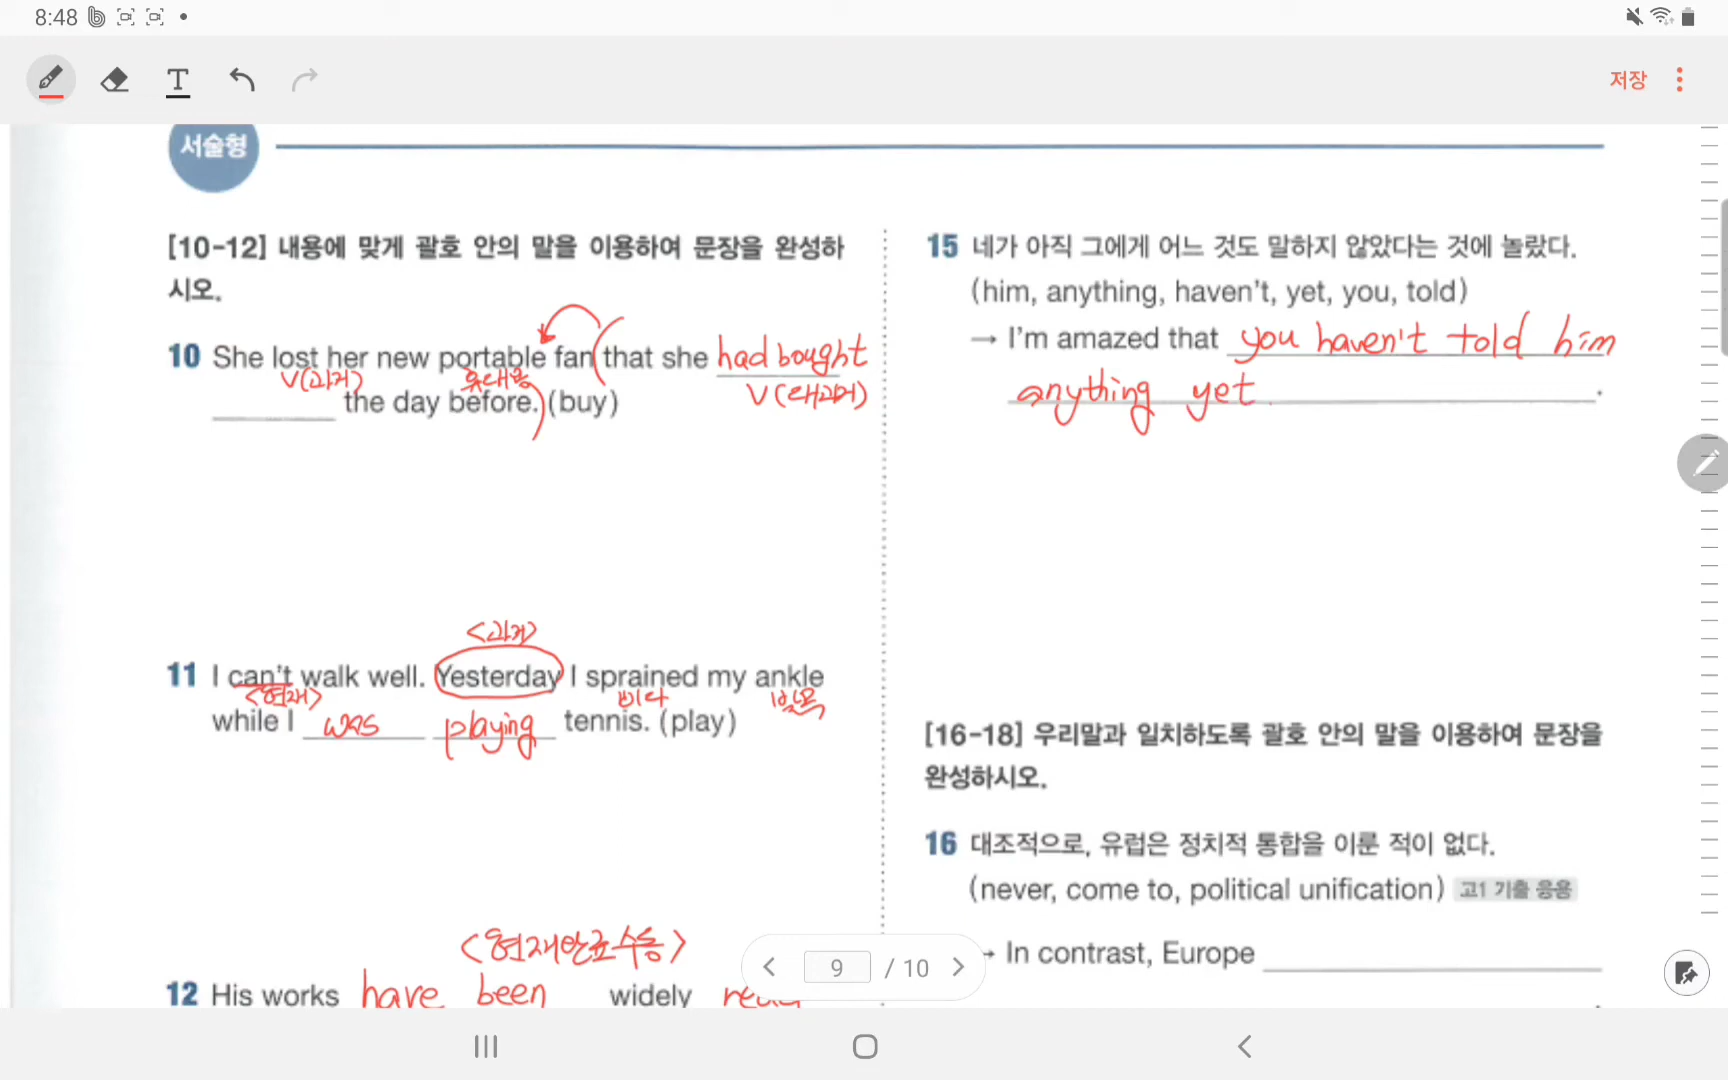 8:48
저장
서술형
[10-12] 내용에 맞게 괄호 안의 말을 이용하여 문장을 완성하
시오.
10 She lost her new portable fan that she had bought
V(과거) 휴대용 V(대과거)
the day before. (buy)
<과거>
11 I can't walk well. Yesterday I sprained my ankle
<현재> 삐다 발목
while I was playing tennis. (play)
<현재완료수동>
12 His works have been widely read
15 네가 아직 그에게 어느 것도 말하지 않았다는 것에 놀랐다.
(him, anything, haven't, yet, you, told)
→ I'm amazed that you haven't told him
anything yet .
[16-18] 우리말과 일치하도록 괄호 안의 말을 이용하여 문장을
완성하시오.
16 대조적으로, 유럽은 정치적 통합을 이룬 적이 없다.
(never, come to, political unification) 고1 기출 응용
→ In contrast, Europe
9 / 10